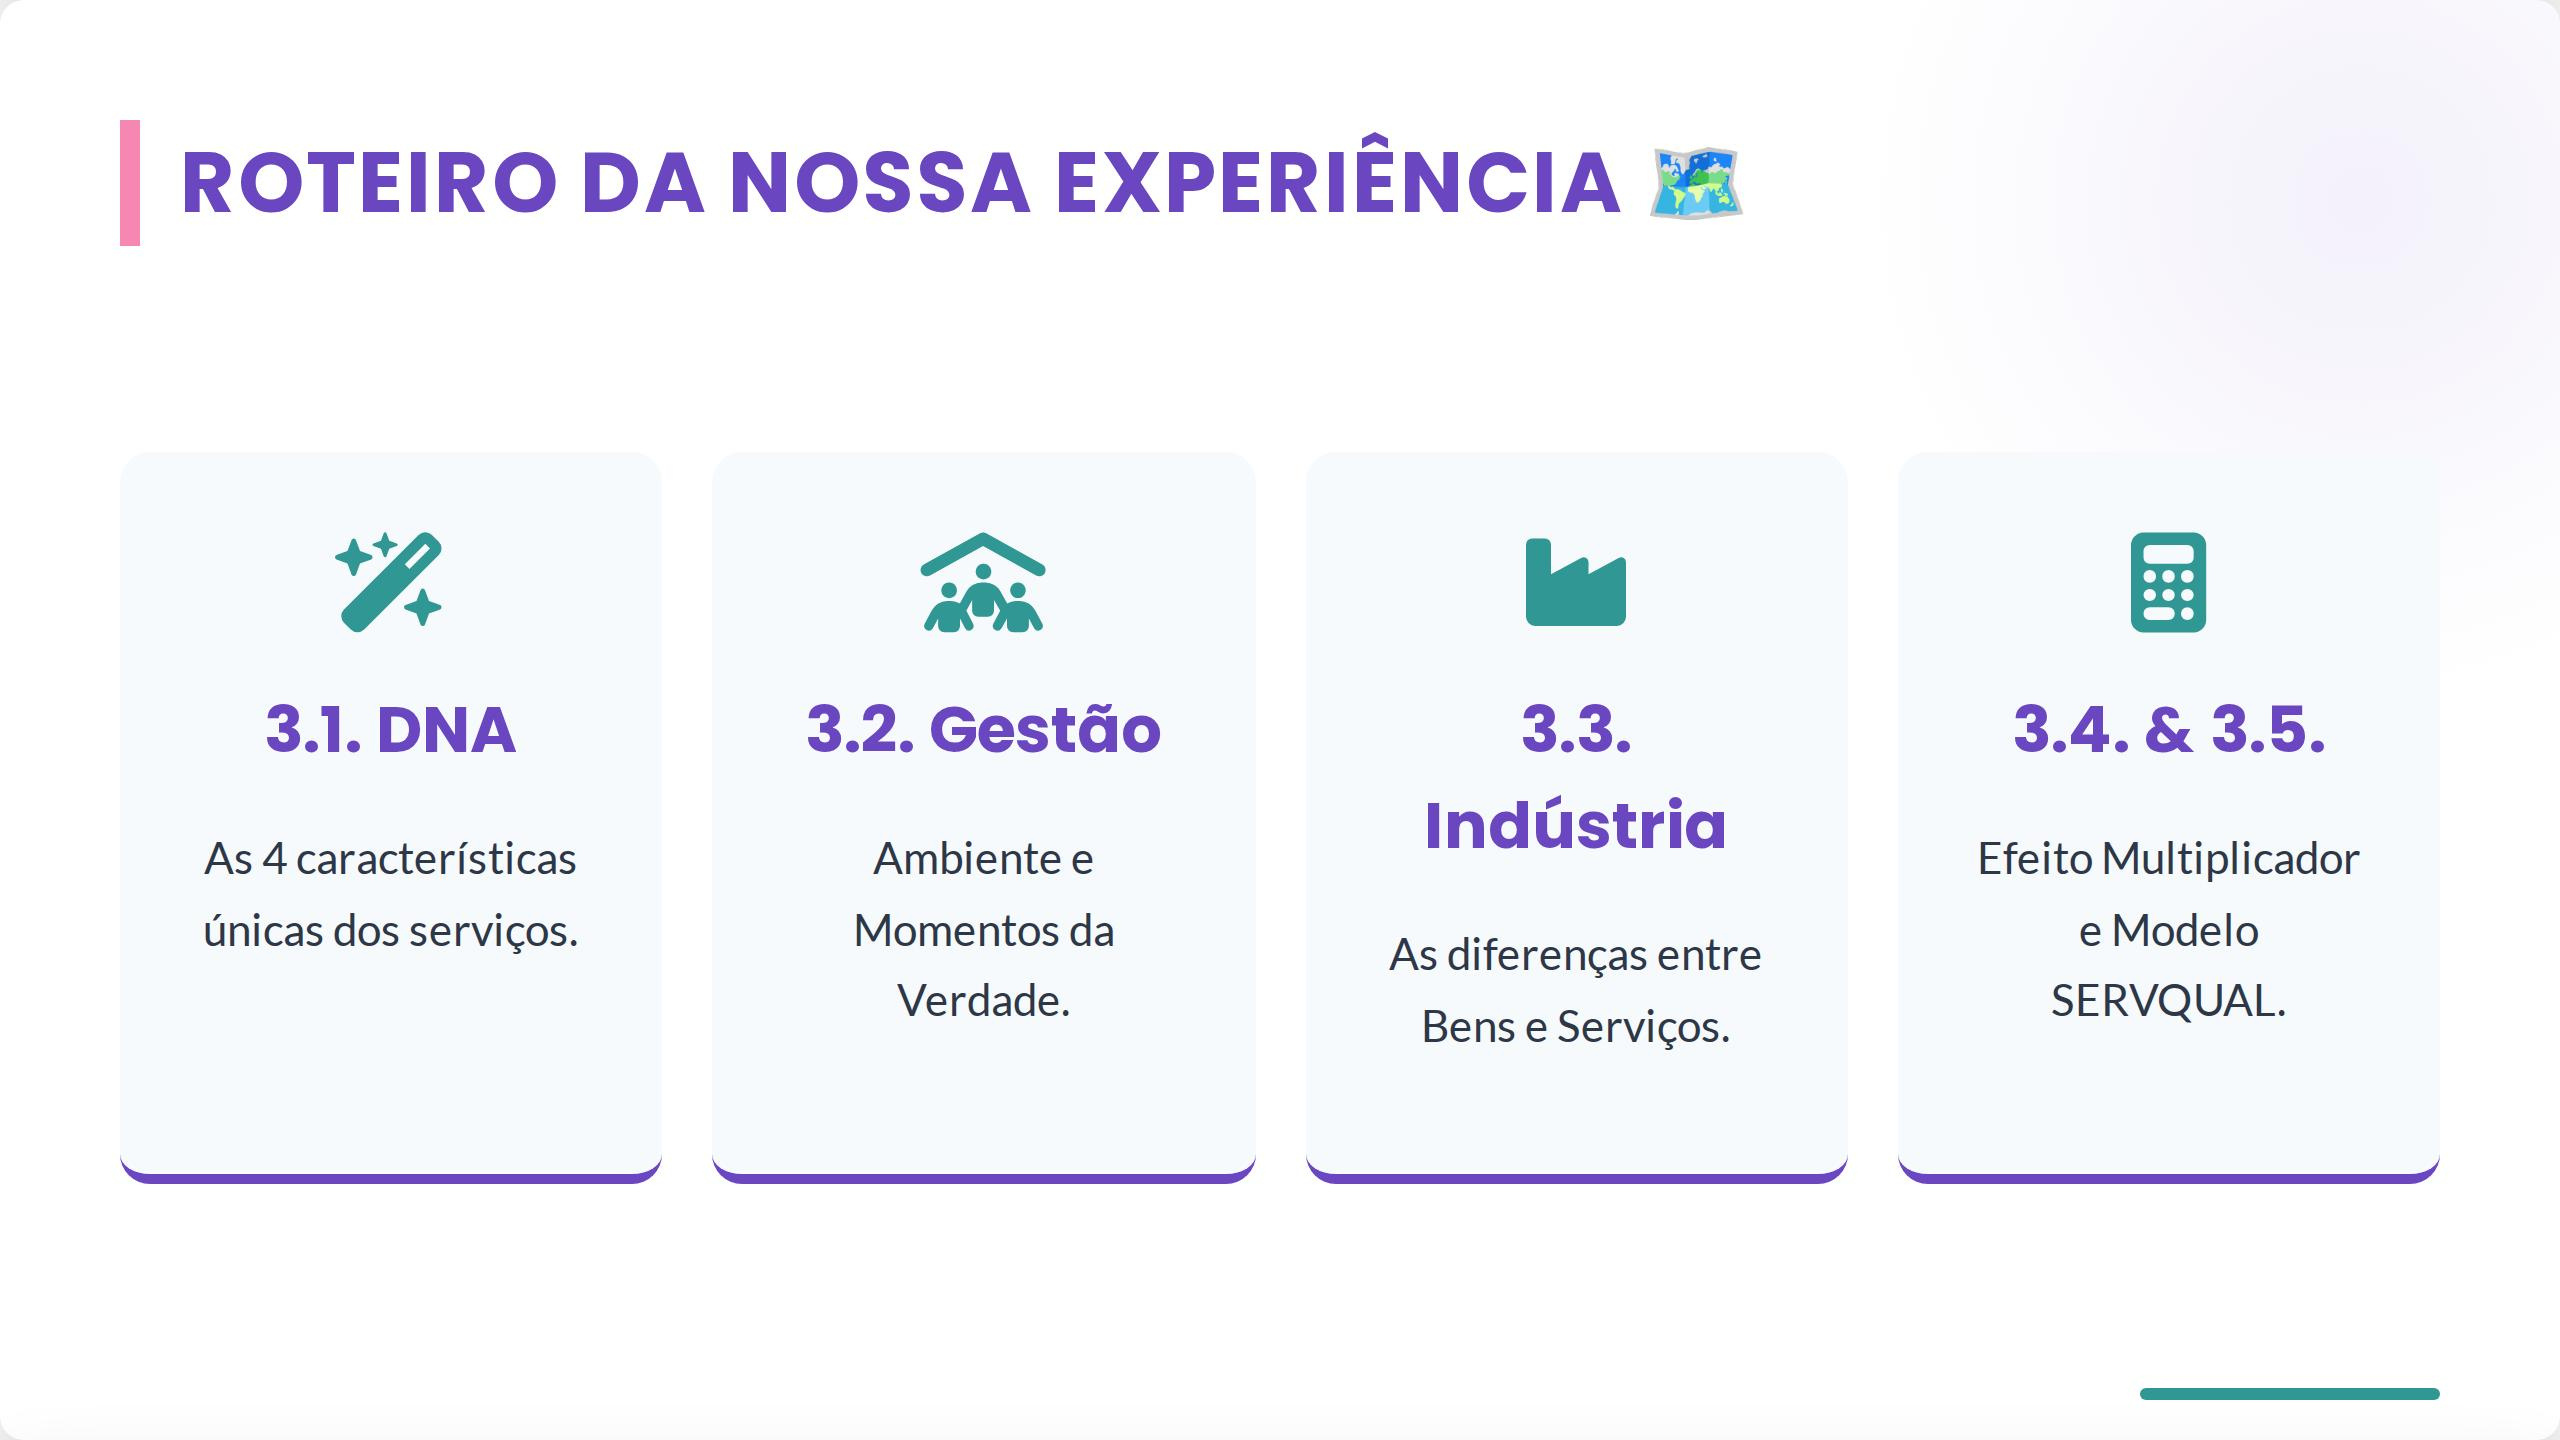 ROTEIRO DA NOSSA EXPERIÊNCIA
3.1. DNA
As 4 características
únicas dos serviços.
3.2. Gestão
Ambiente e
Momentos da
Verdade.
3.3.
Indústria
As diferenças entre
Bens e Serviços.
3.4. & 3.5.
Efeito Multiplicador
e Modelo
SERVQUAL.